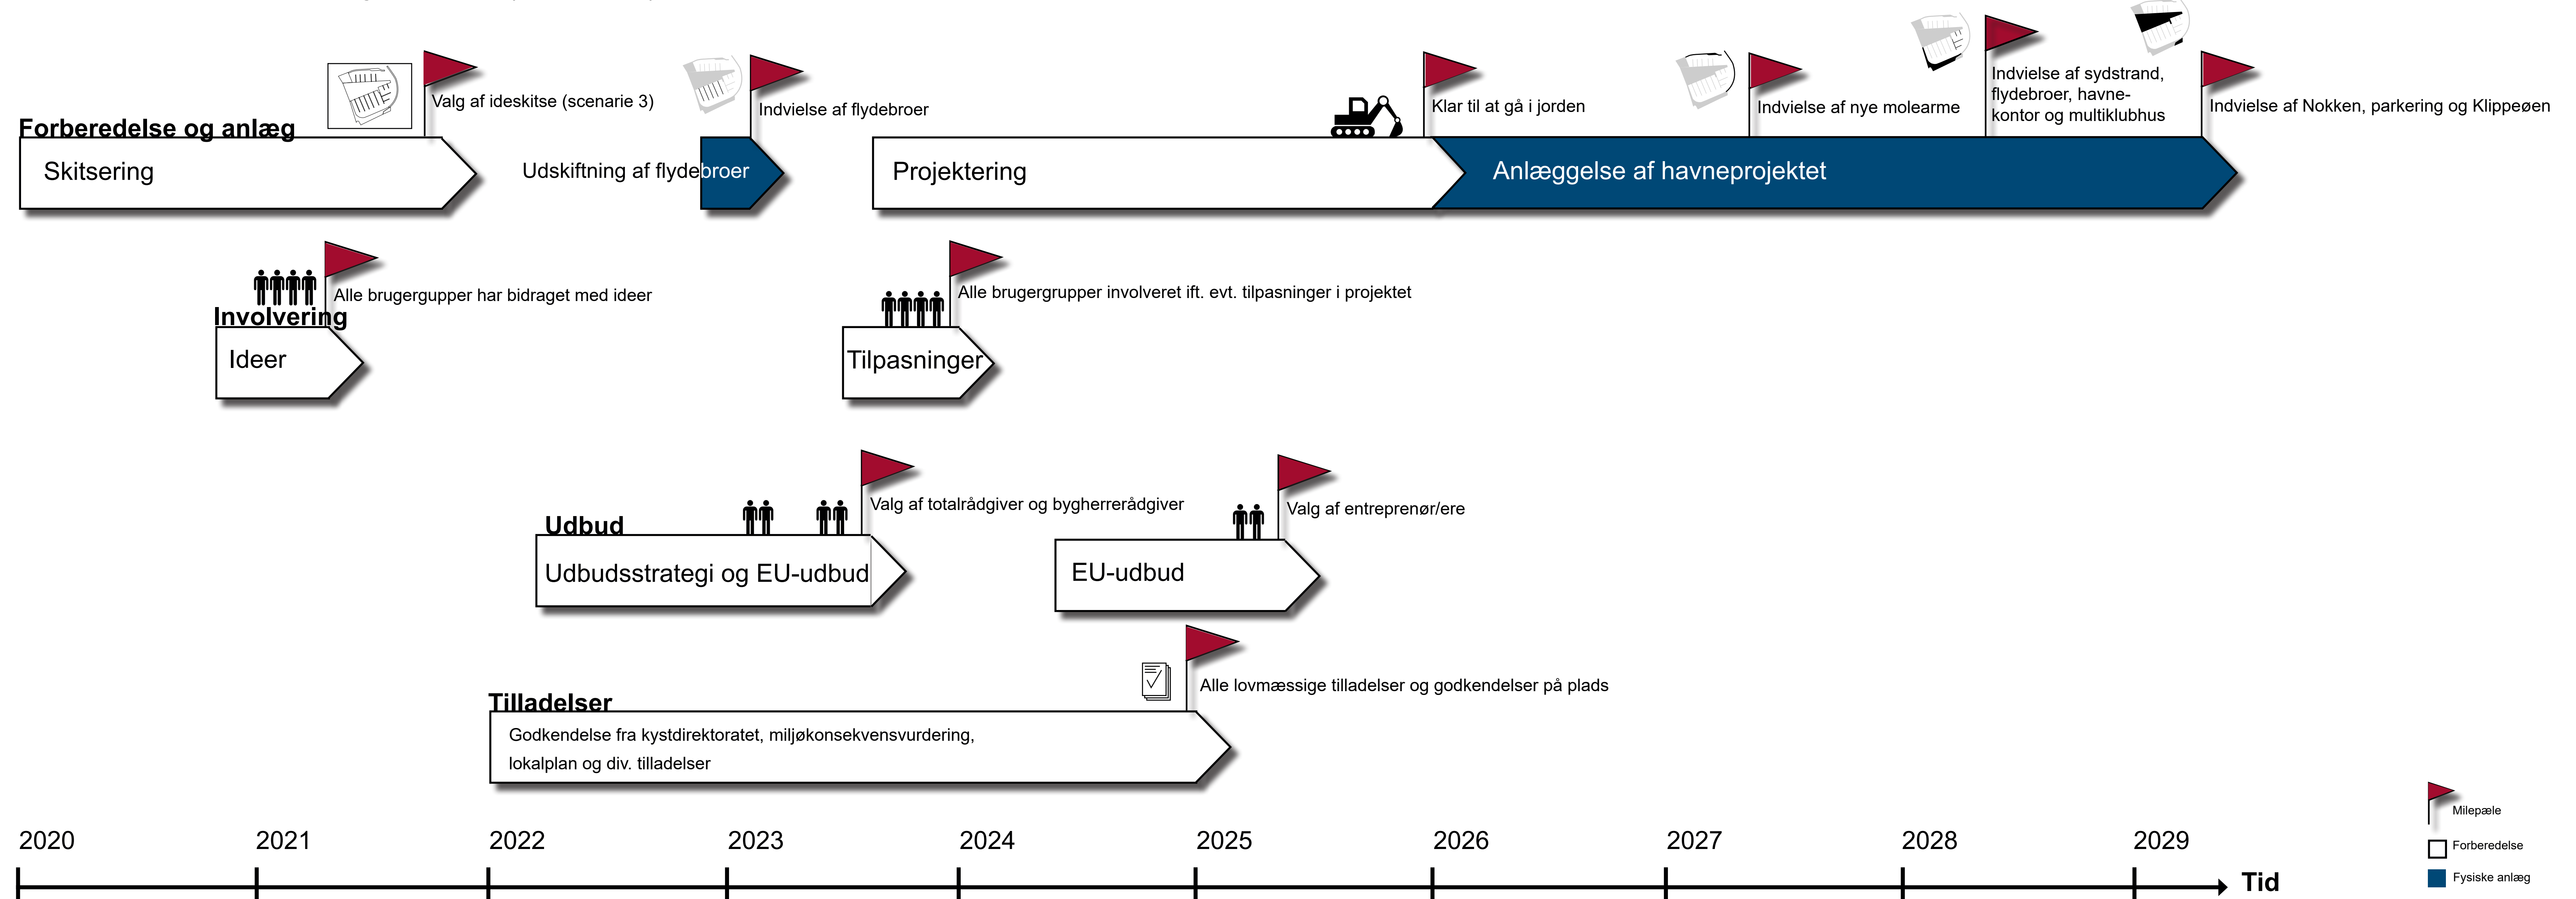 Valg af ideskitse (scenarie 3)
Indvielse af flydebroer
Klar til at gå i jorden
Indvielse af nye molearme
Indvielse af sydstrand,
flydebroer, havne-
kontor og multiklubhus
Indvielse af Nokken, parkering og Klippeøen
Forberedelse og anlæg
Skitsering
Udskiftning af flydebroer
Projektering
Anlæggelse af havneprojektet
Alle brugergupper har bidraget med ideer
Alle brugergrupper involveret ift. evt. tilpasninger i projektet
Involvering
Ideer
Tilpasninger
Valg af totalrådgiver og bygherrerådgiver
Valg af entreprenør/ere
Udbud
Udbudsstrategi og EU-udbud
EU-udbud
Alle lovmæssige tilladelser og godkendelser på plads
Tilladelser
Godkendelse fra kystdirektoratet, miljøkonsekvensvurdering,
lokalplan og div. tilladelser
2020 2021 2022 2023 2024 2025 2026 2027 2028 2029
Tid
Milepæle
Forberedelse
Fysiske anlæg